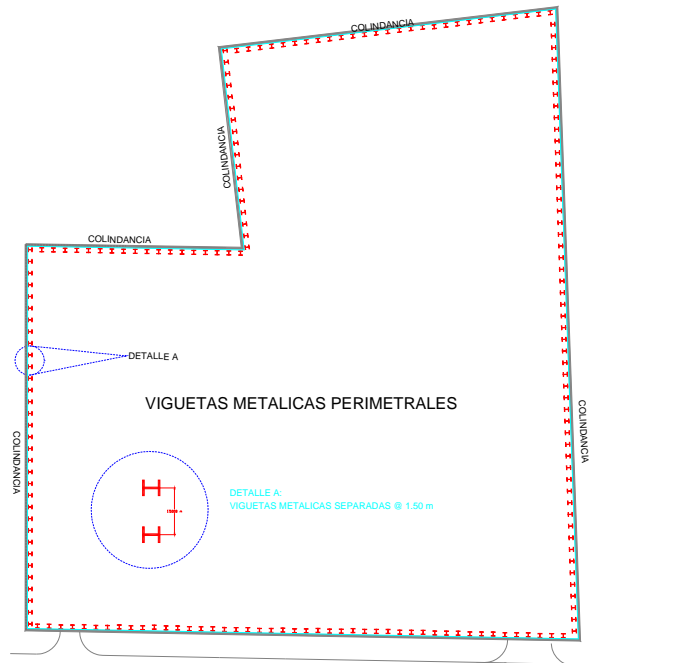 COLINDANCIA
COLINDANCIA
COLINDANCIA
DETALLE A
VIGUETAS METALICAS PERIMETRALES
COLINDANCIA
COLINDANCIA
DETALLE A:
VIGUETAS METALICAS SEPARADAS @ 1.50 m